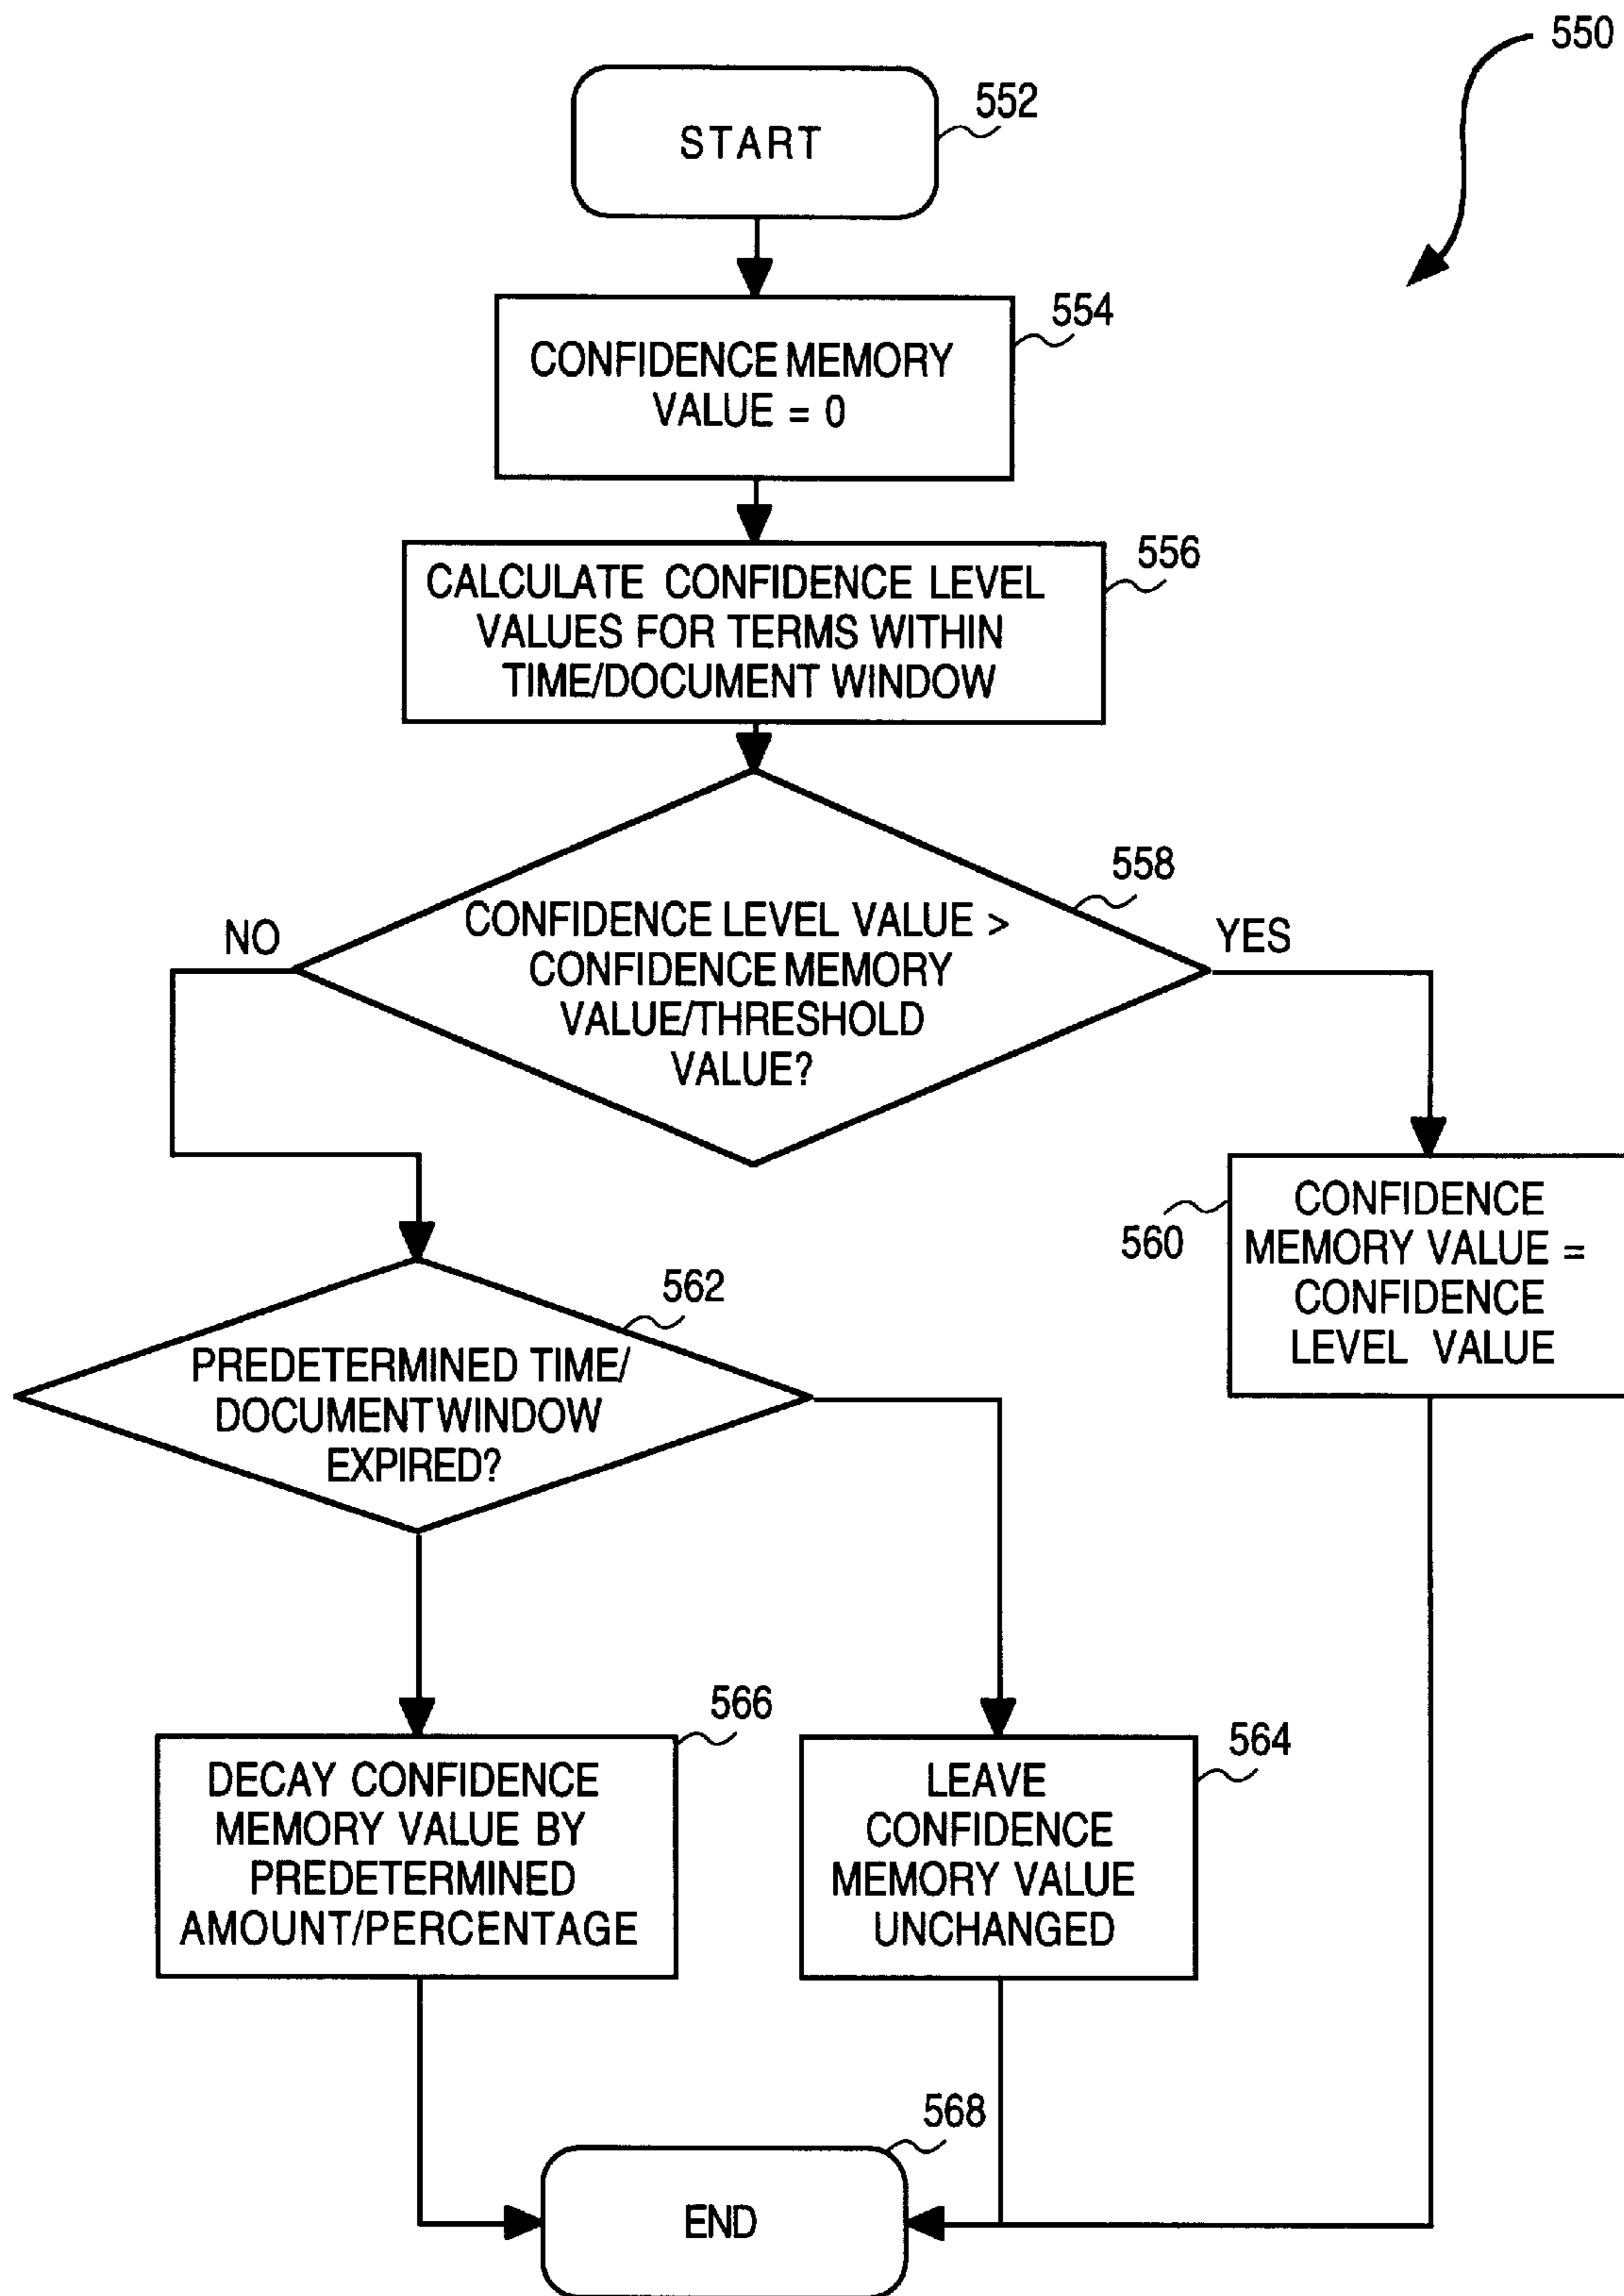 550
552
START
554
CONFIDENCE MEMORY
VALUE = 0
556
CALCULATE CONFIDENCE LEVEL
VALUES FOR TERMS WITHIN
TIME/DOCUMENT WINDOW
558
CONFIDENCE LEVEL VALUE >
CONFIDENCE MEMORY
VALUE/THRESHOLD
VALUE?
NO
YES
560
CONFIDENCE
MEMORY VALUE =
CONFIDENCE
LEVEL VALUE
562
PREDETERMINED TIME/
DOCUMENT WINDOW
EXPIRED?
566
DECAY CONFIDENCE
MEMORY VALUE BY
PREDETERMINED
AMOUNT/PERCENTAGE
564
LEAVE
CONFIDENCE
MEMORY VALUE
UNCHANGED
568
END